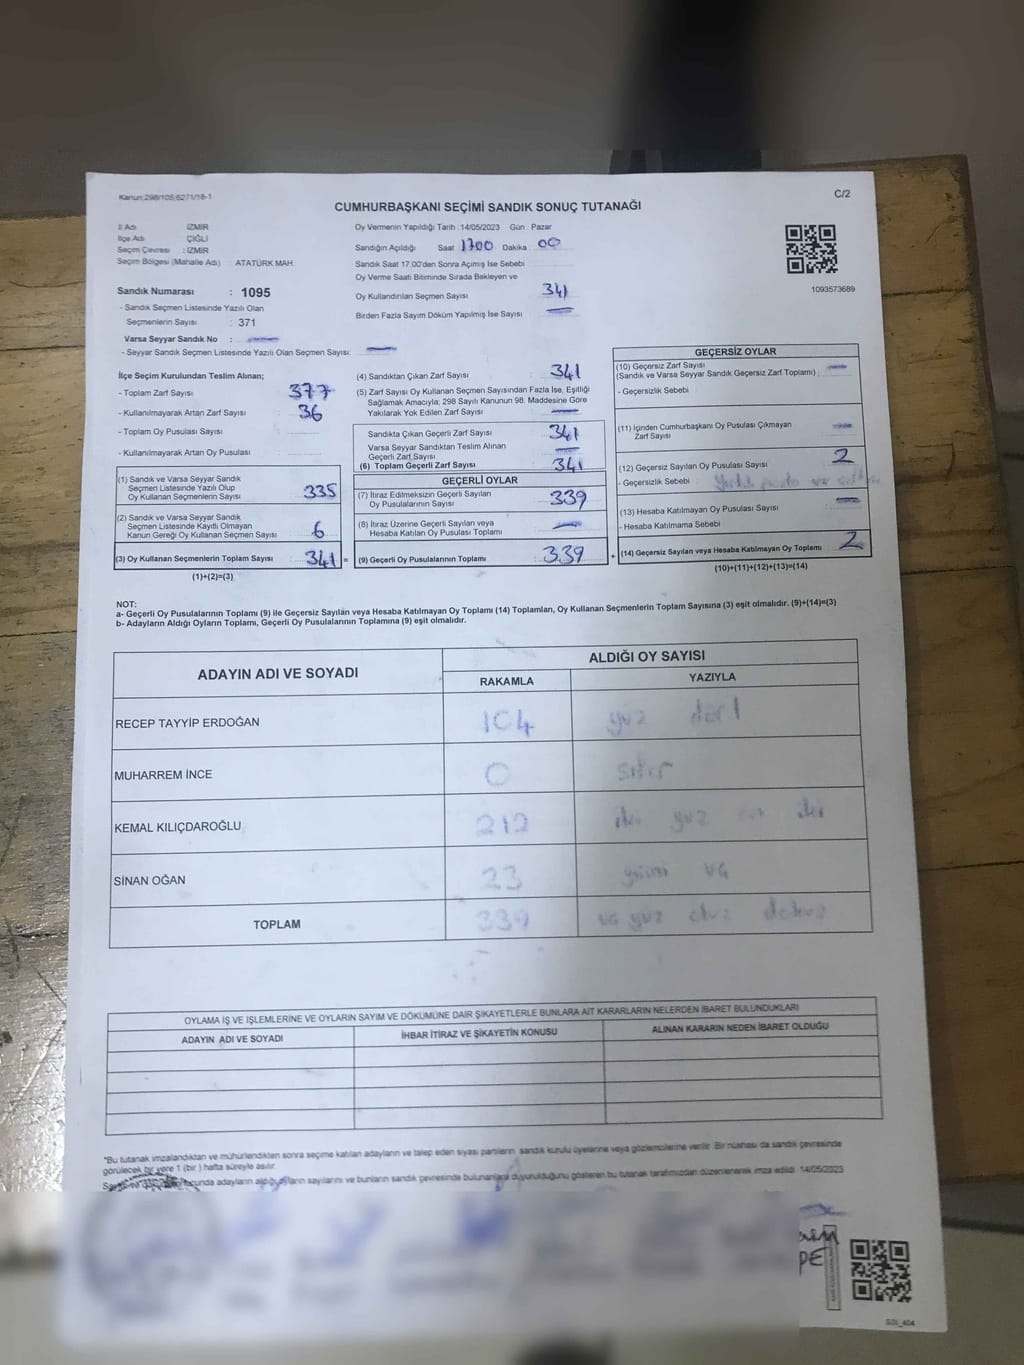 Kanun:298/105;6271/18-1
C/2
CUMHURBAŞKANI SEÇİMİ SANDIK SONUÇ TUTANAĞI
İl Adı İZMİR
İlçe Adı ÇİĞLİ
Seçim Çevresi : İZMİR
Seçim Bölgesi (Mahalle Adı) ATATÜRK MAH.
Oy Vermenin Yapıldığı Tarih :14/05/2023 Gün : Pazar
Sandığın Açıldığı Saat 1700 Dakika 00
Sandık Saat 17.00'den Sonra Açımış İse Sebebi
Oy Verme Saati Bitiminde Sırada Bekleyen ve
Oy Kullandırılan Seçmen Sayısı 341
Birden Fazla Sayım Döküm Yapılmış İse Sayısı —
1093573689
Sandık Numarası : 1095
- Sandık Seçmen Listesinde Yazılı Olan
Seçmenlerin Sayısı : 371
Varsa Seyyar Sandık No : —
- Seyyar Sandık Seçmen Listesinde Yazılı Olan Seçmen Sayısı: —
İlçe Seçim Kurulundan Teslim Alınan;
- Toplam Zarf Sayısı : 377
- Kullanılmayarak Artan Zarf Sayısı : 36
- Toplam Oy Pusulası Sayısı :
- Kullanılmayarak Artan Oy Pusulası :
(1) Sandık ve Varsa Seyyar Sandık
Seçmen Listesinde Yazılı Olup
Oy Kullanan Seçmenlerin Sayısı 335
(2) Sandık ve Varsa Seyyar Sandık
Seçmen Listesinde Kayıtlı Olmayan
Kanun Gereği Oy Kullanan Seçmen Sayısı 6
(3) Oy Kullanan Seçmenlerin Toplam Sayısı 341 =
(1)+(2)=(3)
(4) Sandıktan Çıkan Zarf Sayısı 341
(5) Zarf Sayısı Oy Kullanan Seçmen Sayısından Fazla İse, Eşitliği
Sağlamak Amacıyla; 298 Sayılı Kanunun 98. Maddesine Göre
Yakılarak Yok Edilen Zarf Sayısı —
Sandıkta Çıkan Geçerli Zarf Sayısı 341
Varsa Seyyar Sandıktan Teslim Alınan
Geçerli Zarf Sayısı —
(6) Toplam Geçerli Zarf Sayısı 341
GEÇERLİ OYLAR
(7) İtiraz Edilmeksizin Geçerli Sayılan
Oy Pusulalarının Sayısı 339
(8) İtiraz Üzerine Geçerli Sayılan veya
Hesaba Katılan Oy Pusulası Toplamı —
(9) Geçerli Oy Pusulalarının Toplamı 339 +
GEÇERSİZ OYLAR
(10) Geçersiz Zarf Sayısı
(Sandık ve Varsa Seyyar Sandık Geçersiz Zarf Toplamı) : —
- Geçersizlik Sebebi
(11) İçinden Cumhurbaşkanı Oy Pusulası Çıkmayan
Zarf Sayısı —
(12) Geçersiz Sayılan Oy Pusulası Sayısı 2
- Geçersizlik Sebebi
(13) Hesaba Katılmayan Oy Pusulası Sayısı —
- Hesaba Katılmama Sebebi
(14) Geçersiz Sayılan veya Hesaba Katılmayan Oy Toplamı 2
(10)+(11)+(12)+(13)=(14)
NOT:
a- Geçerli Oy Pusulalarının Toplamı (9) ile Geçersiz Sayılan veya Hesaba Katılmayan Oy Toplamı (14) Toplamları, Oy Kullanan Seçmenlerin Toplam Sayısına (3) eşit olmalıdır. (9)+(14)=(3)
b- Adayların Aldığı Oyların Toplamı, Geçerli Oy Pusulalarının Toplamına (9) eşit olmalıdır.
ADAYIN ADI VE SOYADI
ALDIĞI OY SAYISI
RAKAMLA YAZIYLA
RECEP TAYYİP ERDOĞAN 104 yüz dört
MUHARREM İNCE 0 sıfır
KEMAL KILIÇDAROĞLU 212 iki yüz on iki
SİNAN OĞAN 23 yirmi üç
TOPLAM 339 üç yüz otuz dokuz
OYLAMA İŞ VE İŞLEMLERİNE VE OYLARIN SAYIM VE DÖKÜMÜNE DAİR ŞİKAYETLERLE BUNLARA AİT KARARLARIN NELERDEN İBARET BULUNDUKLARI
ADAYIN ADI VE SOYADI İHBAR İTİRAZ VE ŞİKAYETİN KONUSU ALINAN KARARIN NEDEN İBARET OLDUĞU
*Bu tutanak imzalandıktan ve mühürlendikten sonra seçime katılan adayların ve talep eden siyasi partilerin sandık kurulu üyelerine veya gözlemcilerine verilir. Bir nüshası da sandık çevresinde
görülecek bir yere 1 (bir ) hafta süreyle asılır.
adayların aldığı oyların sayılarını ve bunların sandık çevresinde bulunanlara duyurulduğunu gösteren bu tutanak tarafımızdan düzenlenerek imza edildi. 14/05/2023